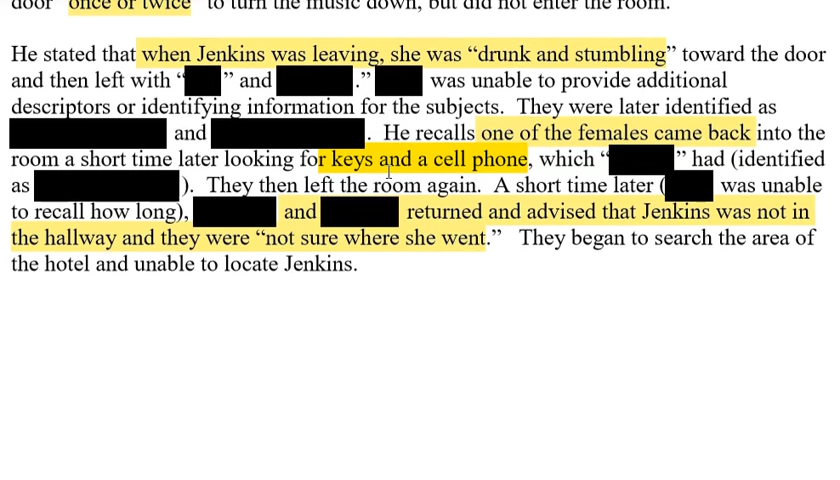 door “once or twice” to turn the music down, but did not enter the room.
He stated that when Jenkins was leaving, she was “drunk and stumbling” toward the door
and then left with “ ” and .” was unable to provide additional
descriptors or identifying information for the subjects. They were later identified as
and . He recalls one of the females came back into the
room a short time later looking for keys and a cell phone, which “ ” had (identified
as ). They then left the room again. A short time later ( was unable
to recall how long), and returned and advised that Jenkins was not in
the hallway and they were “not sure where she went.” They began to search the area of
the hotel and unable to locate Jenkins.